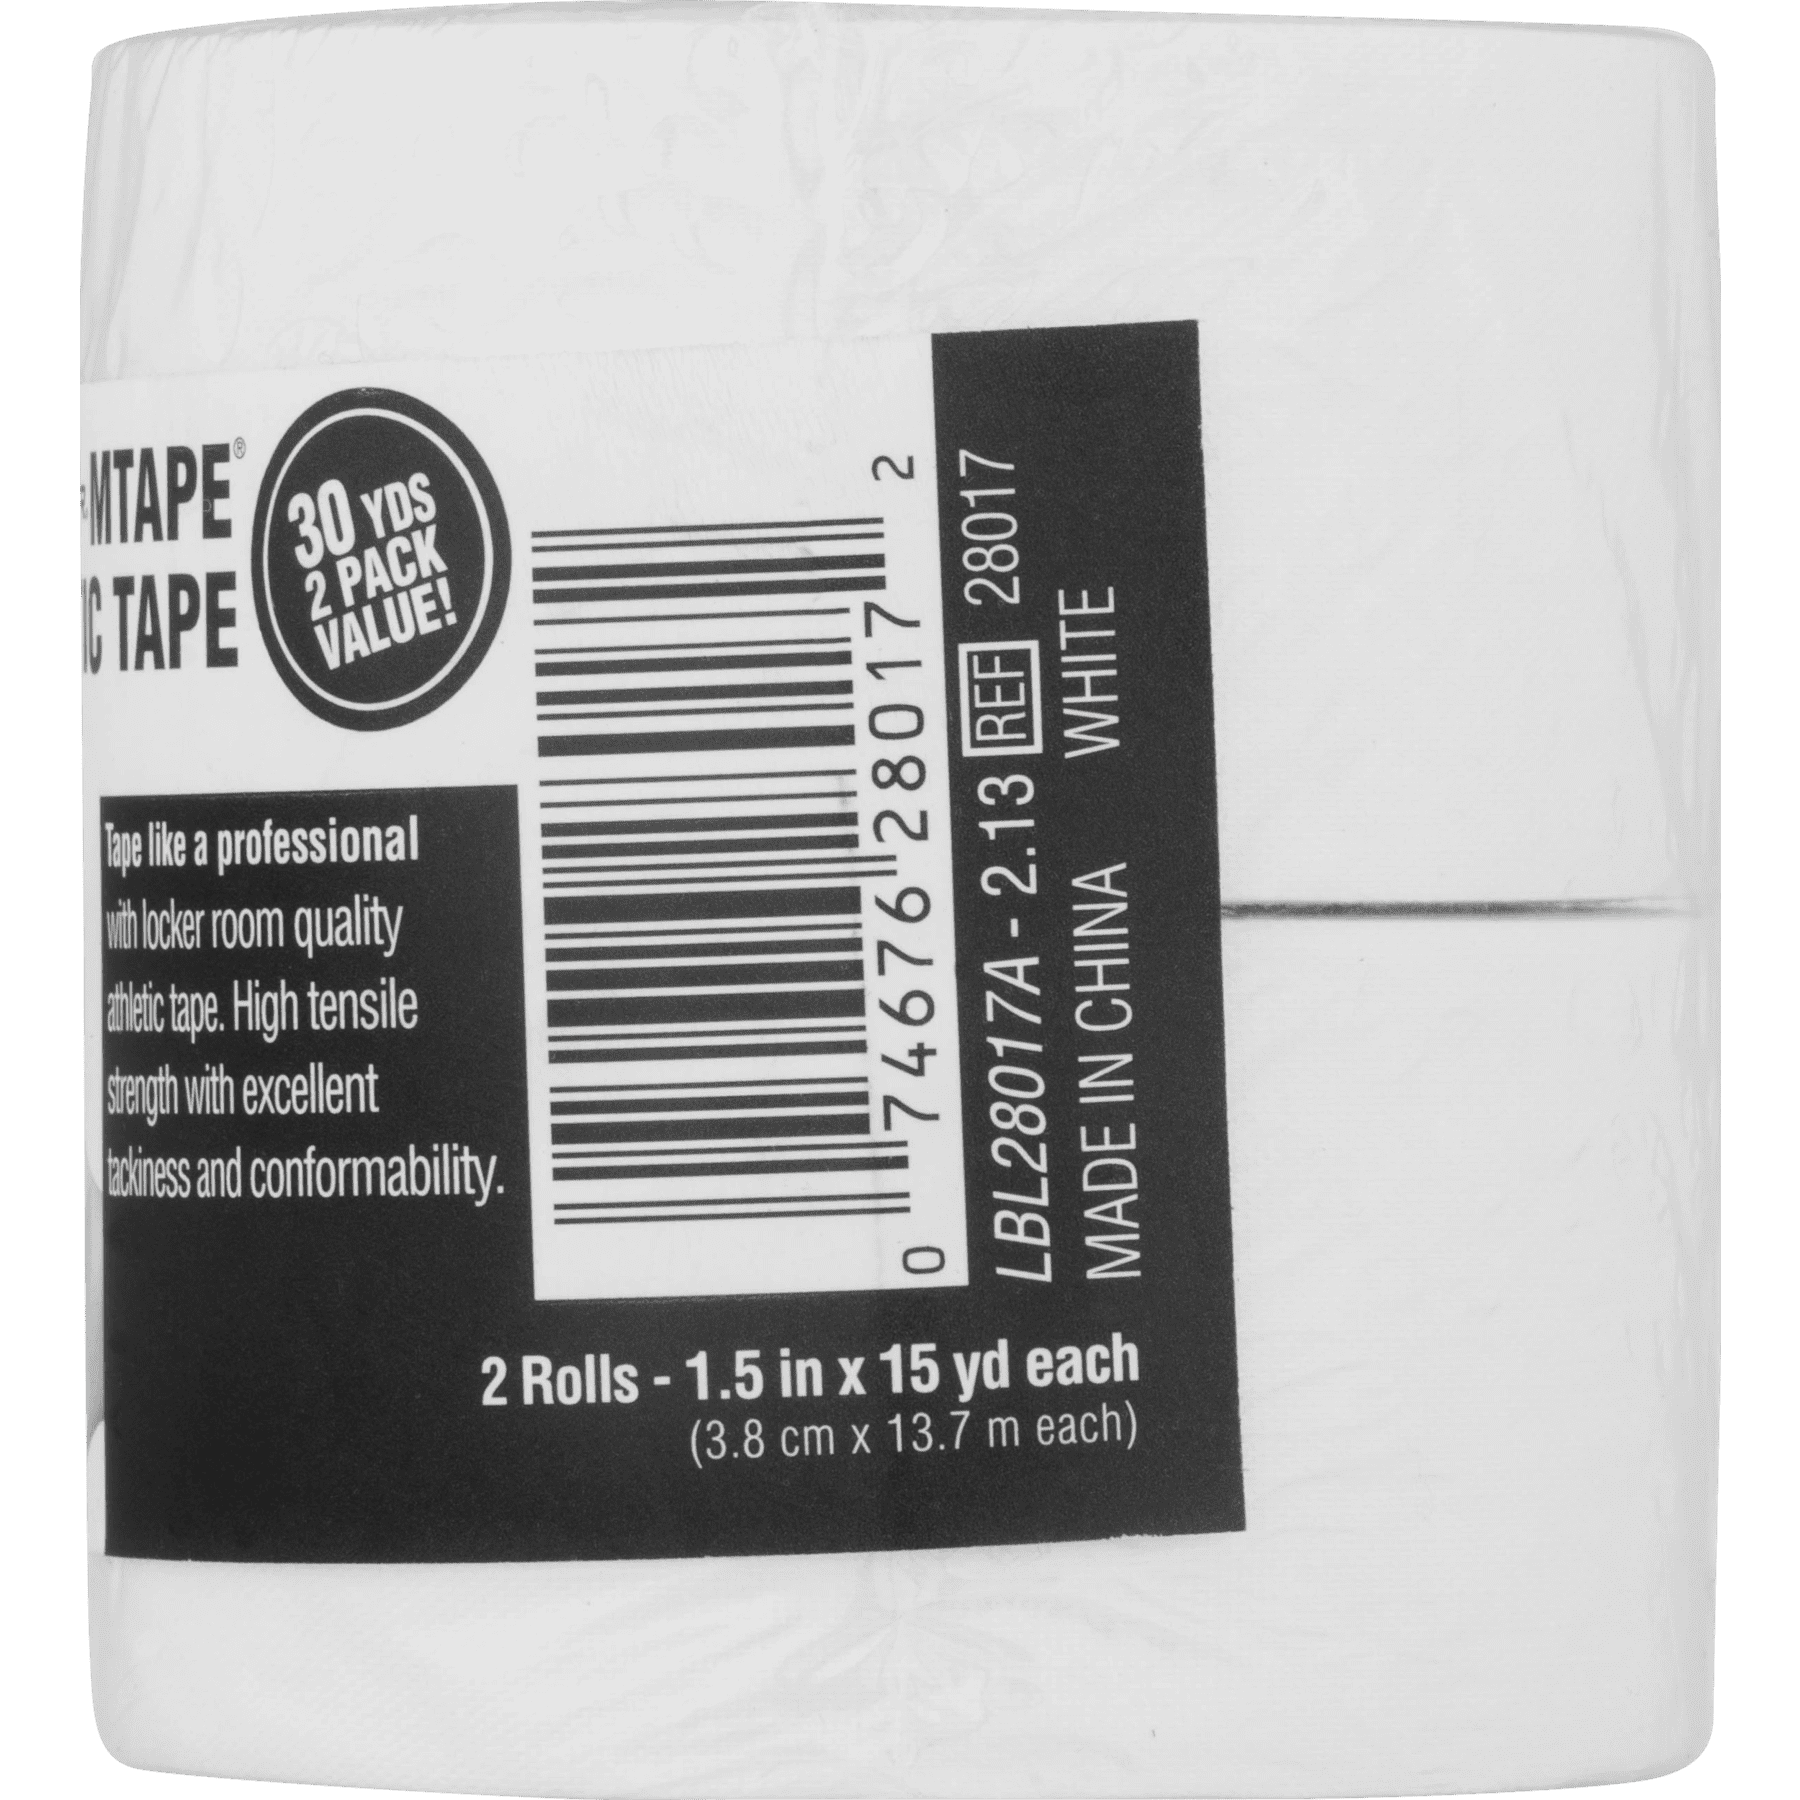 MTAPE®
TAPE
30 YDS
2 PACK
VALUE!
Tape like a professional
with locker room quality
athletic tape. High tensile
strength with excellent
tackiness and conformability.
0 74676 28017 2
LBL28017A - 2.13 REF 28017
MADE IN CHINA WHITE
2 Rolls - 1.5 in x 15 yd each
(3.8 cm x 13.7 m each)